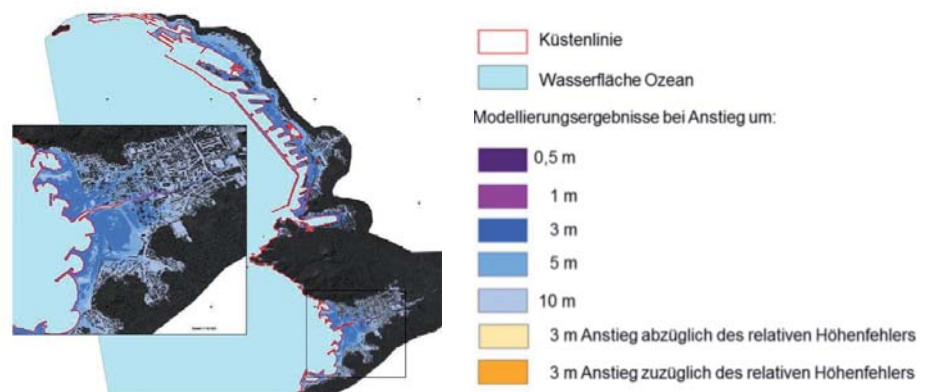 Küstenlinie
Wasserfläche Ozean
Modellierungsergebnisse bei Anstieg um:
0,5 m
1 m
3 m
5 m
10 m
3 m Anstieg abzüglich des relativen Höhenfehlers
3 m Anstieg zuzüglich des relativen Höhenfehlers